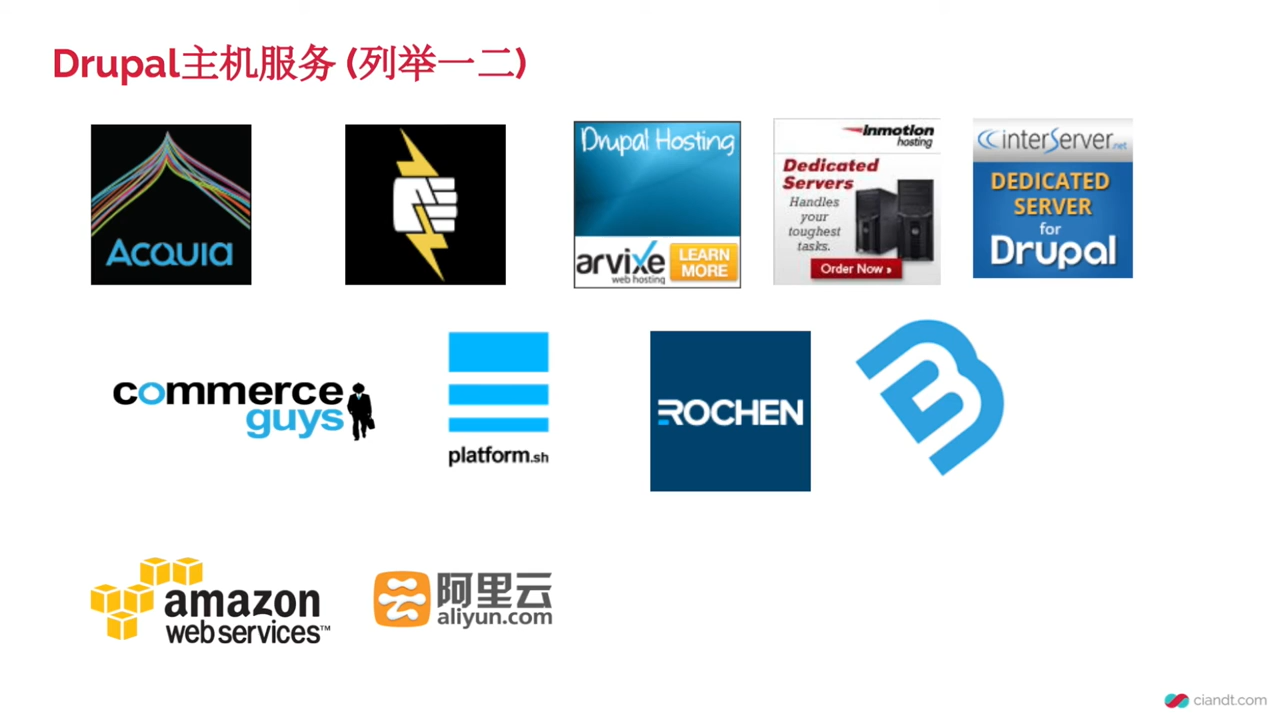 Drupal主机服务 (列举一二)
Acquia
Drupal Hosting
arvixe
web hosting
LEARN
MORE
inmotion
hosting
Dedicated
Servers
Handles
your
toughest
tasks.
Order Now »
interServer.net
DEDICATED
SERVER
for
Drupal
commerce
guys
platform.sh
ROCHEN
amazon
web services™
阿里云
aliyun.com
ciandt.com